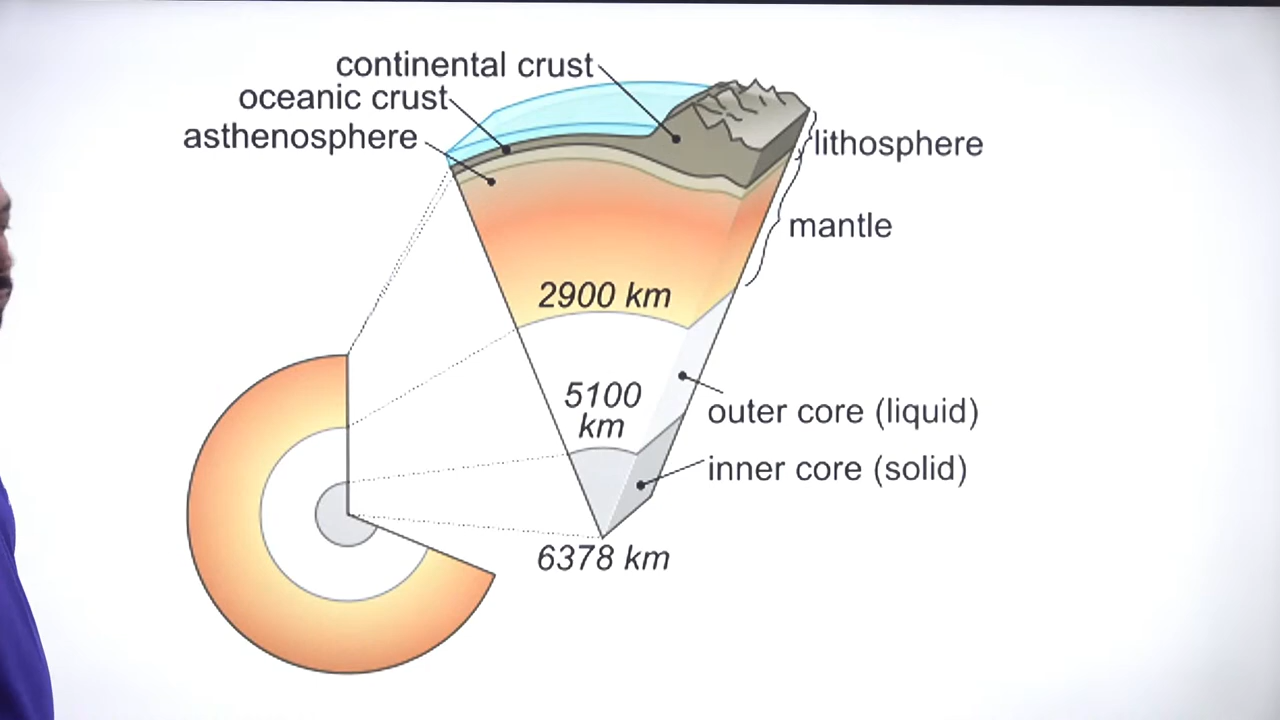 continental crust
oceanic crust
asthenosphere
lithosphere
mantle
2900 km
5100
km
outer core (liquid)
inner core (solid)
6378 km